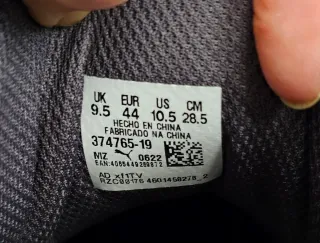 UK EUR US CM
9.5 44 10.5 28.5
HECHO EN CHINA
FABRICADO NA CHINA
374765-19
MZ 0622
AD xf1TV